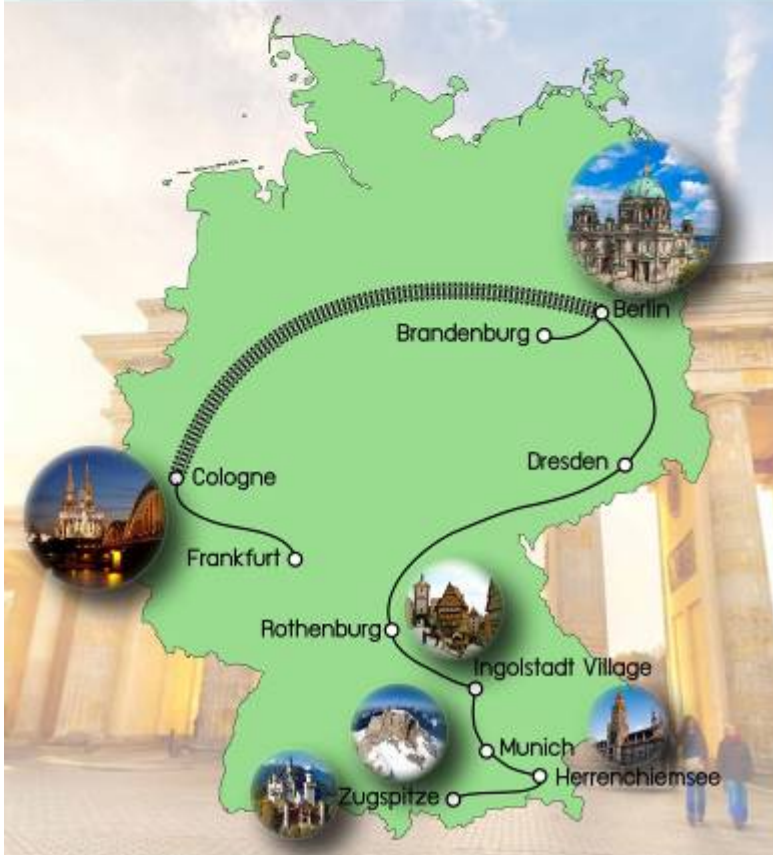 Berlin
Brandenburg
Dresden
Cologne
Frankfurt
Rothenburg
Ingolstadt Village
Munich
Herrenchiemsee
Zugspitze